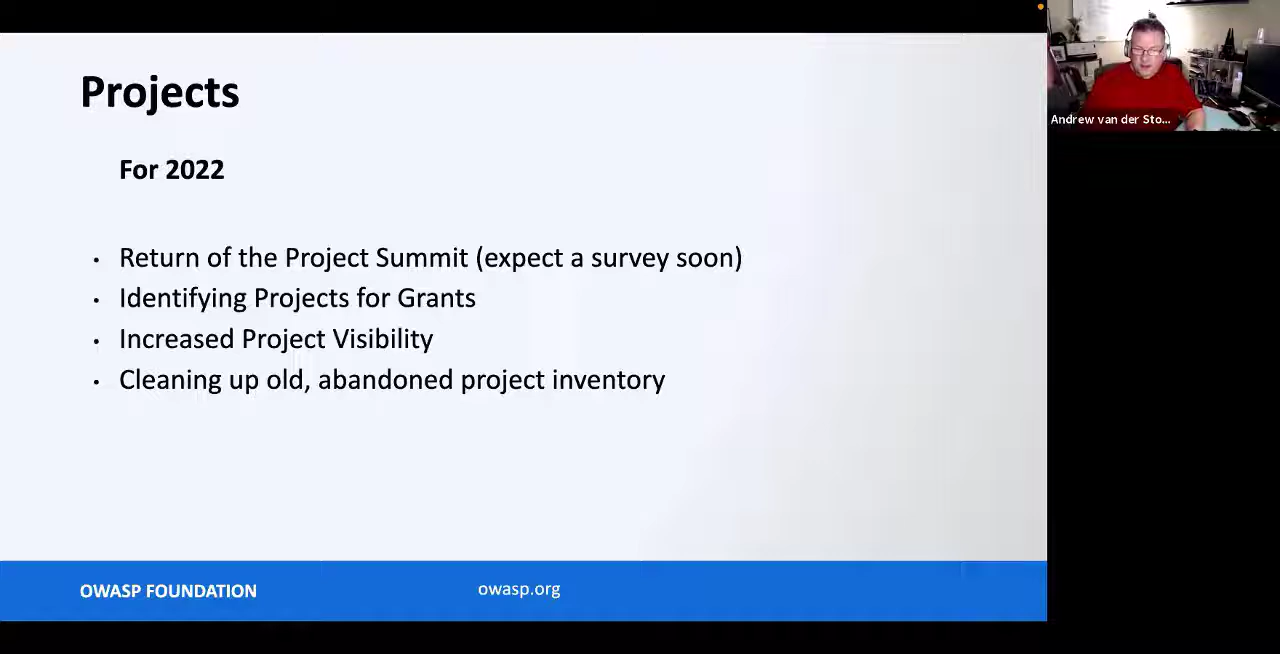 Projects
For 2022
• Return of the Project Summit (expect a survey soon)
• Identifying Projects for Grants
• Increased Project Visibility
• Cleaning up old, abandoned project inventory
OWASP FOUNDATION
owasp.org
Andrew van der Sto...